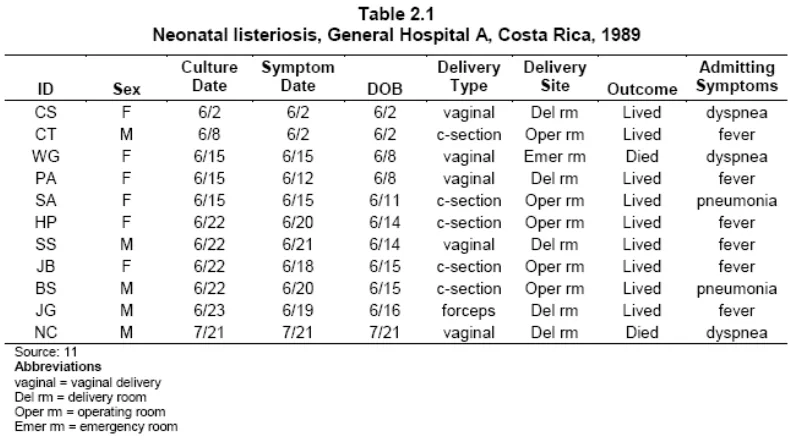 Table 2.1
Neonatal listeriosis, General Hospital A, Costa Rica, 1989
ID Sex Culture Date Symptom Date DOB Delivery Type Delivery Site Outcome Admitting Symptoms
CS F 6/2 6/2 6/2 vaginal Del rm Lived dyspnea
CT M 6/8 6/2 6/2 c-section Oper rm Lived fever
WG F 6/15 6/15 6/8 vaginal Emer rm Died dyspnea
PA F 6/15 6/12 6/8 vaginal Del rm Lived fever
SA F 6/15 6/15 6/11 c-section Oper rm Lived pneumonia
HP F 6/22 6/20 6/14 c-section Oper rm Lived fever
SS M 6/22 6/21 6/14 vaginal Del rm Lived fever
JB F 6/22 6/18 6/15 c-section Oper rm Lived fever
BS M 6/22 6/20 6/15 c-section Oper rm Lived pneumonia
JG M 6/23 6/19 6/16 forceps Del rm Lived fever
NC M 7/21 7/21 7/21 vaginal Del rm Died dyspnea
Source: 11
Abbreviations
vaginal = vaginal delivery
Del rm = delivery room
Oper rm = operating room
Emer rm = emergency room